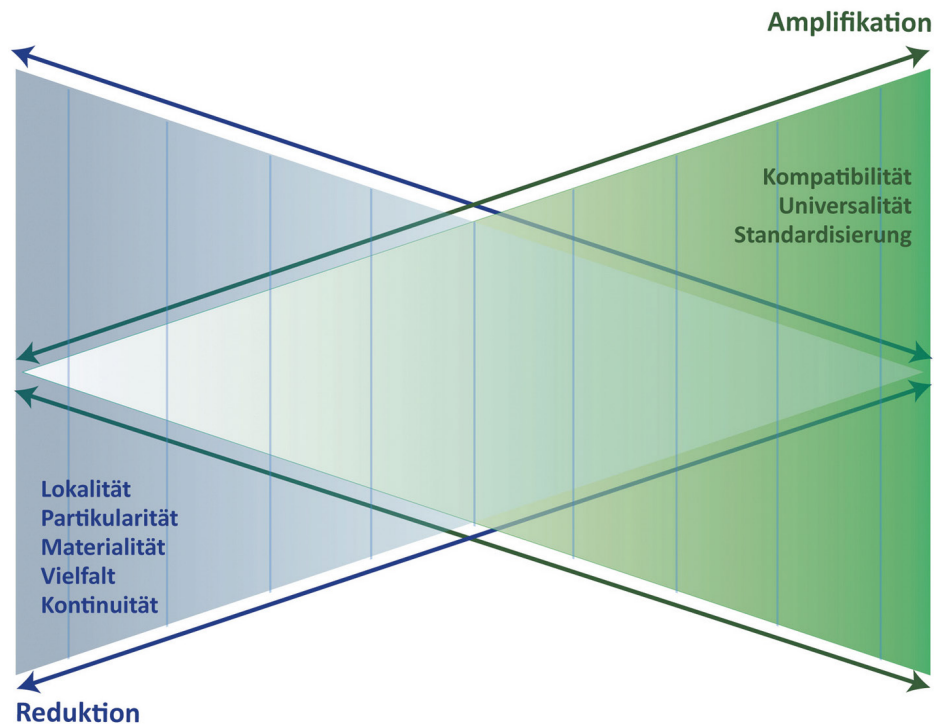 Amplifikation
Kompatibilität
Universalität
Standardisierung
Lokalität
Partikularität
Materialität
Vielfalt
Kontinuität
Reduktion